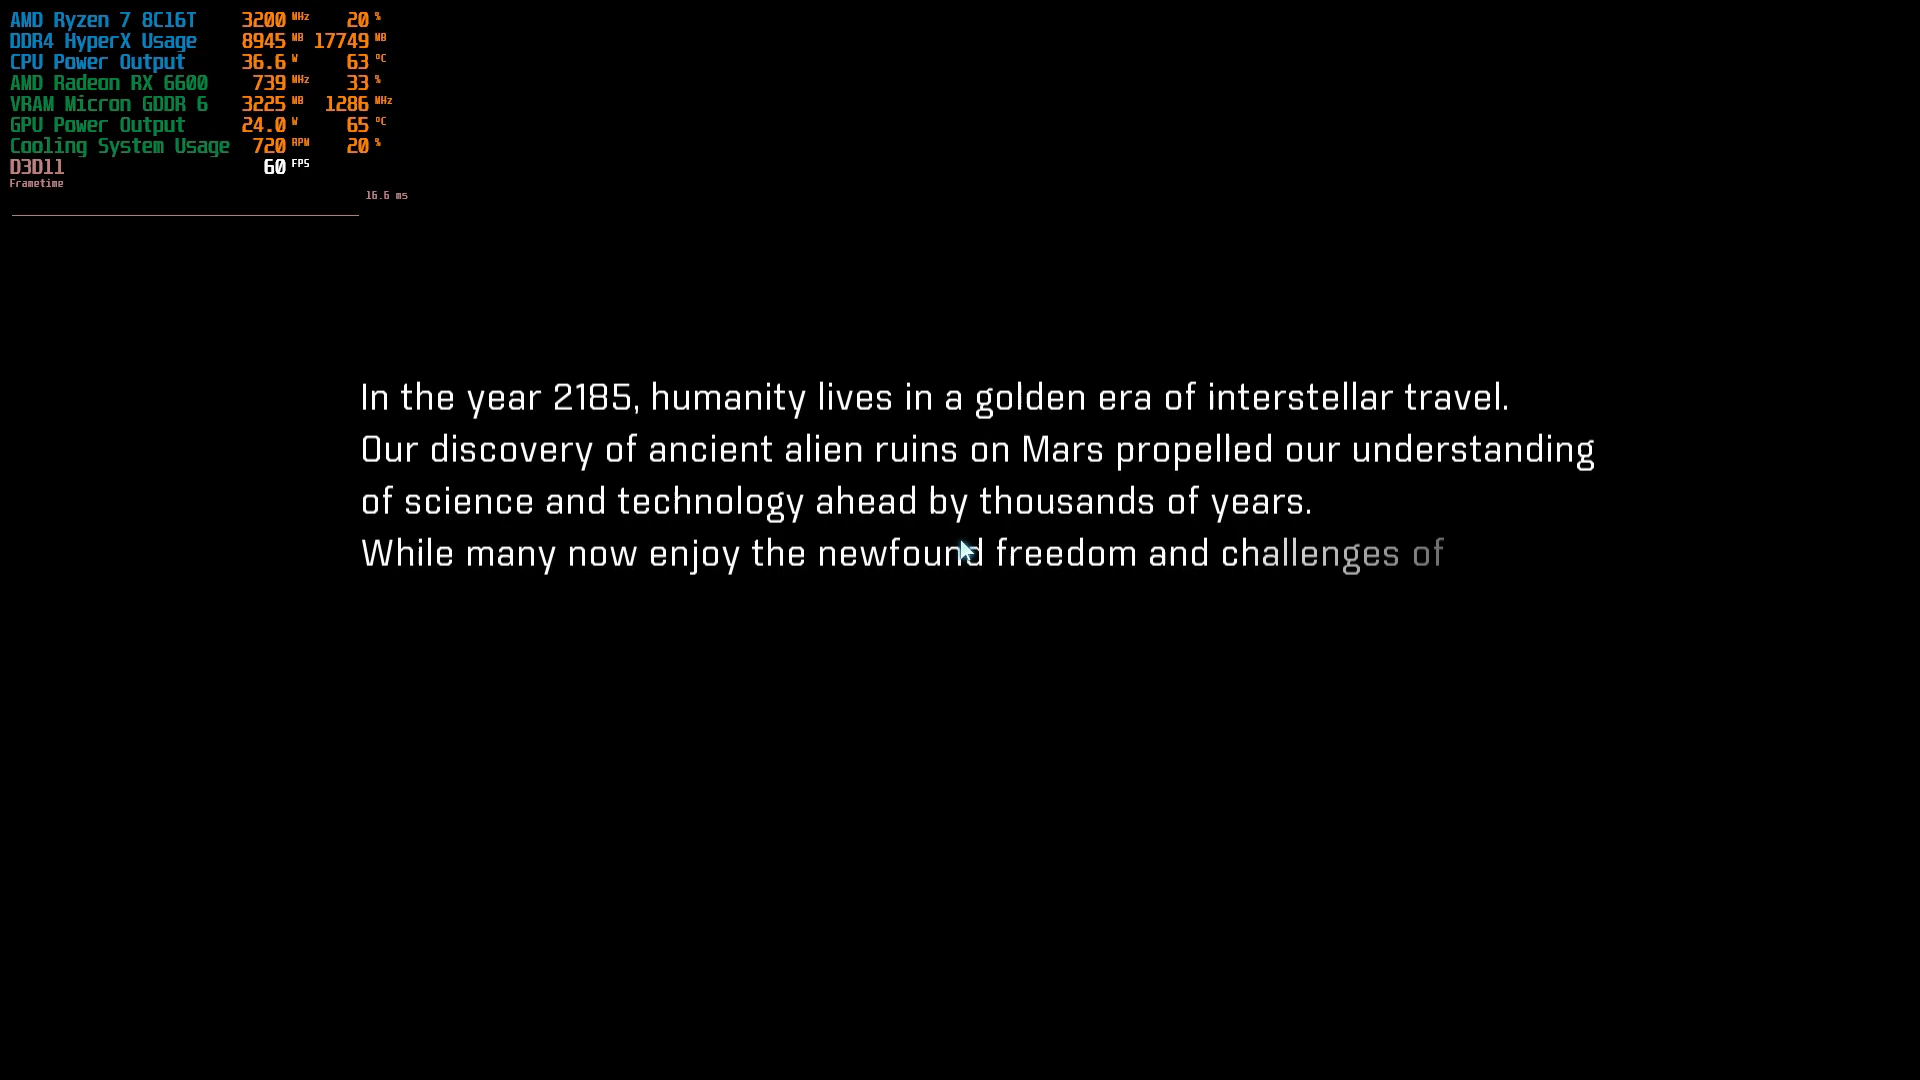 AMD Ryzen 7 8C16T 3200 MHz 20 %
DDR4 HyperX Usage 8945 MB 17749 MB
CPU Power Output 36.6 W 63 °C
AMD Radeon RX 6600 739 MHz 33 %
VRAM Micron GDDR 6 3225 MB 1286 MHz
GPU Power Output 24.0 W 65 °C
Cooling System Usage 720 RPM 20 %
D3D11 60 FPS
Frametime
16.6 ms
In the year 2185, humanity lives in a golden era of interstellar travel.
Our discovery of ancient alien ruins on Mars propelled our understanding
of science and technology ahead by thousands of years.
While many now enjoy the newfound freedom and challenges of